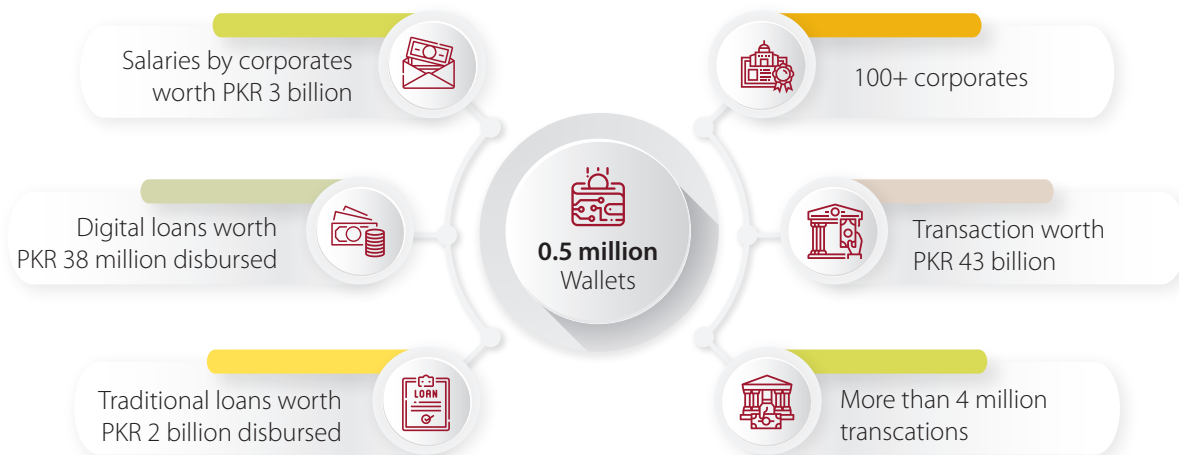 Salaries by corporates
worth PKR 3 billion
100+ corporates
Digital loans worth
PKR 38 million disbursed
0.5 million
Wallets
Transaction worth
PKR 43 billion
Traditional loans worth
PKR 2 billion disbursed
LOAN
More than 4 million
transcations